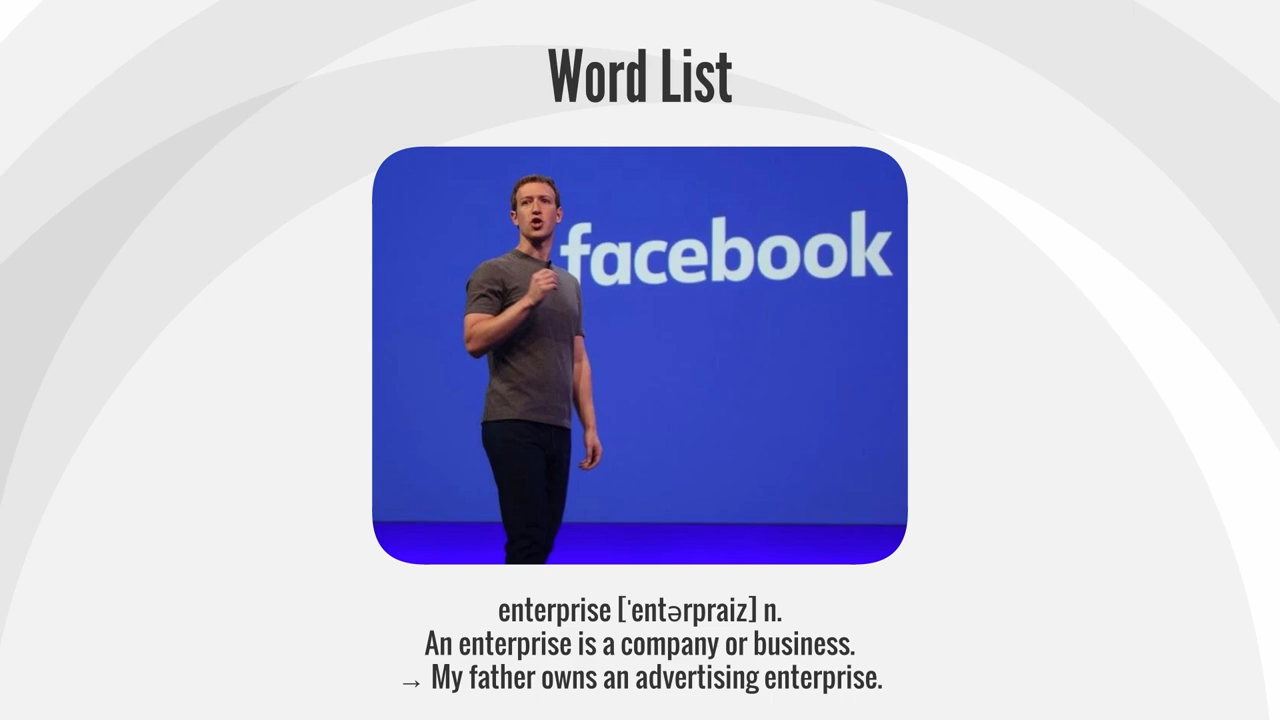 Word List
facebook
enterprise [ˈentərpraiz] n.
An enterprise is a company or business.
→ My father owns an advertising enterprise.